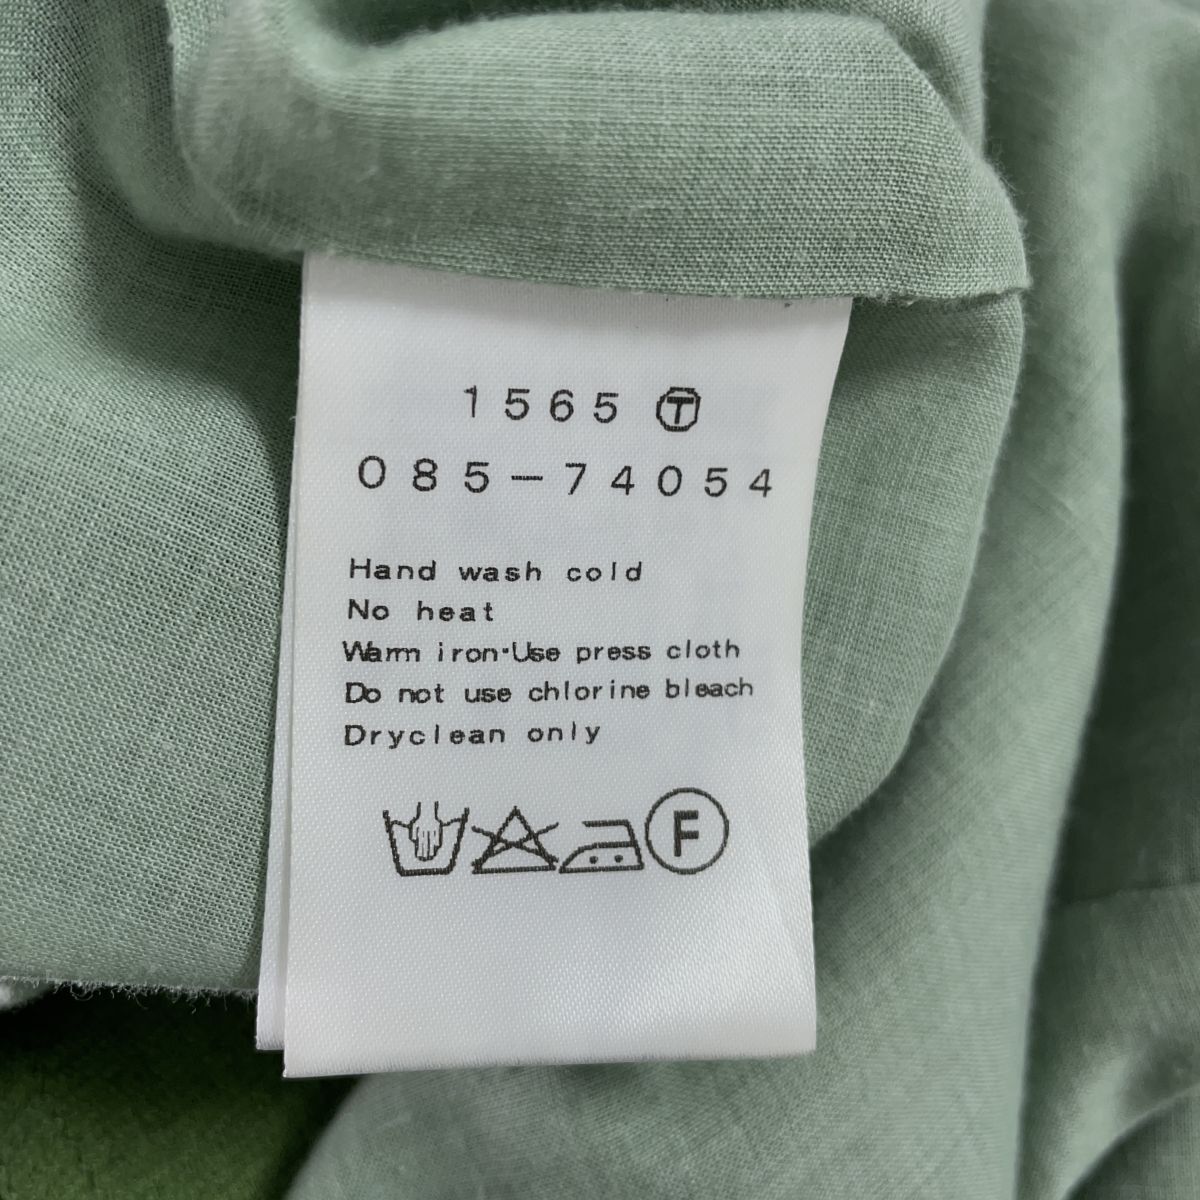 1565 Ⓣ
085-74054
Hand wash cold
No heat
Warm iron·Use press cloth
Do not use chlorine bleach
Dryclean only
F